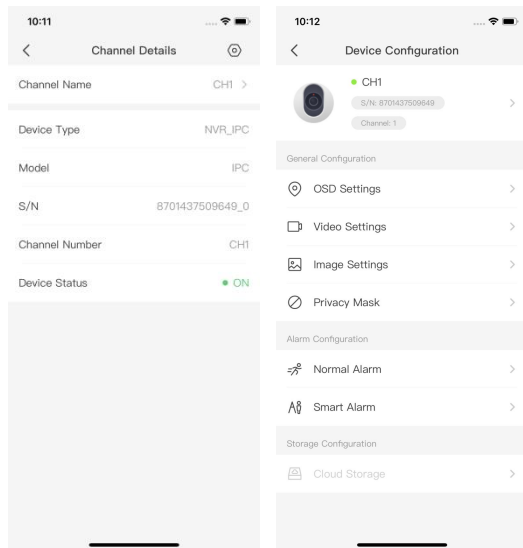 10:11
Channel Details
Channel Name CH1
Device Type NVR_IPC
Model IPC
S/N 8701437509649_0
Channel Number CH1
Device Status ON
10:12
Device Configuration
CH1
S/N: 8701437509649
Channel: 1
General Configuration
OSD Settings
Video Settings
Image Settings
Privacy Mask
Alarm Configuration
Normal Alarm
Smart Alarm
Storage Configuration
Cloud Storage